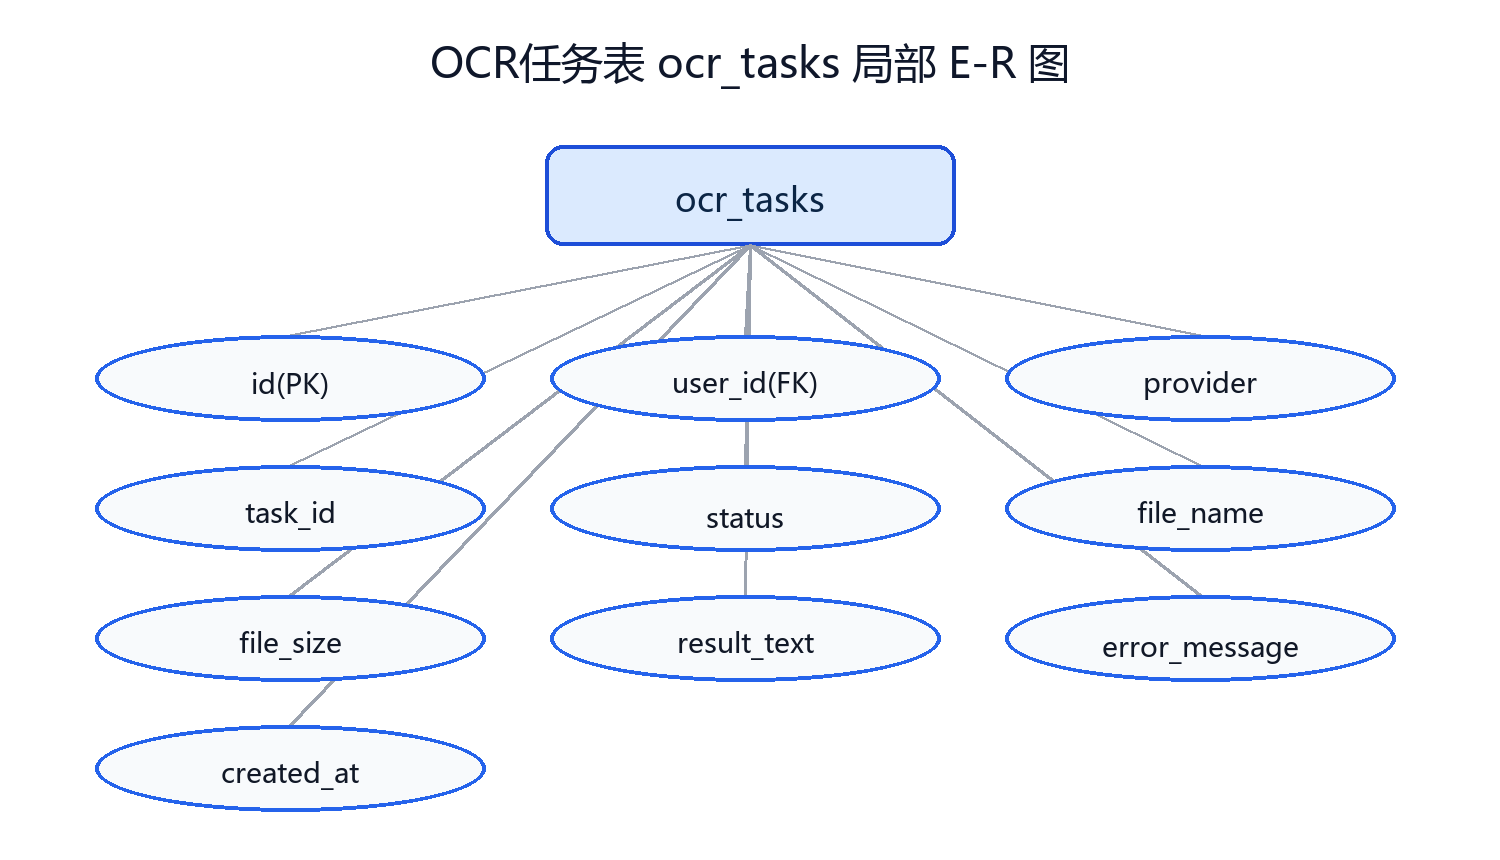 OCR任务表 ocr_tasks 局部 E-R 图
ocr_tasks
id(PK)
user_id(FK)
provider
task_id
status
file_name
file_size
result_text
error_message
created_at